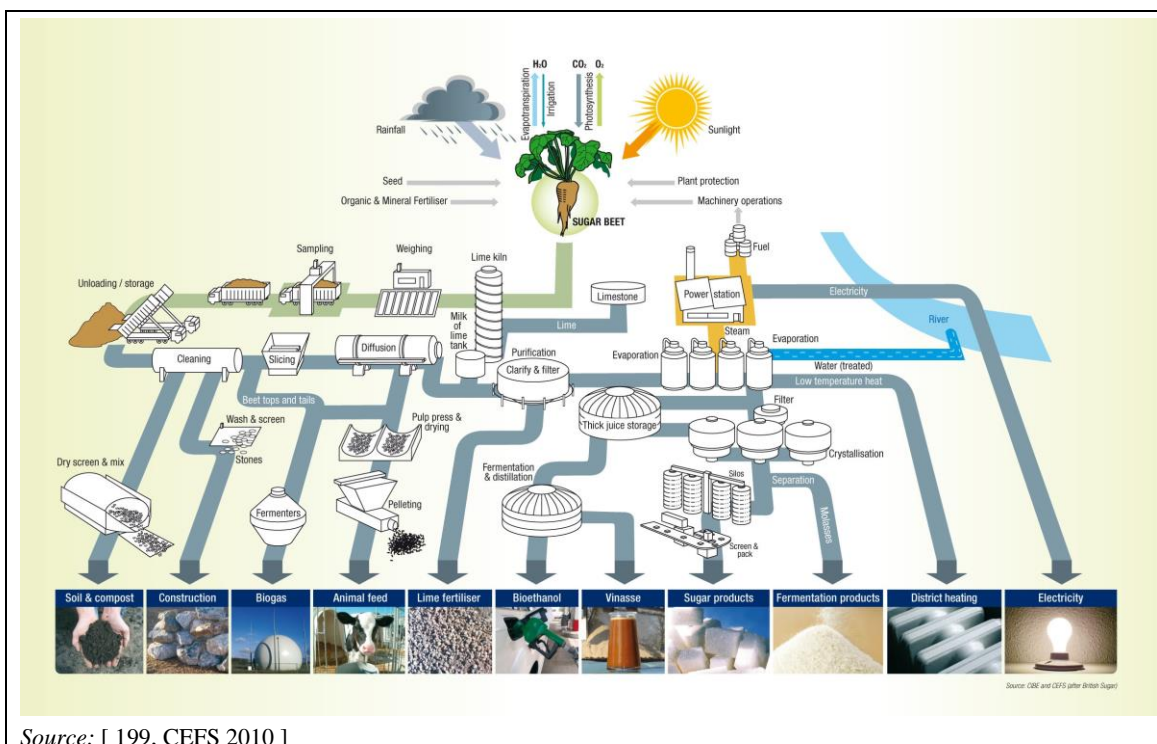 H₂O
CO₂ O₂
Evapotranspiration
Irrigation
Photosynthesis
Rainfall
Sunlight
Seed
Plant protection
Organic & Mineral Fertiliser
Machinery operations
SUGAR BEET
Fuel
Sampling
Weighing
Lime kiln
Unloading / storage
Limestone
Power station
Electricity
River
Milk
of
lime
tank
Lime
Steam
Cleaning
Slicing
Diffusion
Purification
Clarify & filter
Evaporation
Evaporation
Water (treated)
Low temperature heat
Beet tops and tails
Pulp press &
drying
Filter
Thick juice storage
Wash & screen
Stones
Crystallisation
Dry screen & mix
Fermentation
& distillation
Silos
Separation
Fermenters
Pelleting
Molasses
Screen &
pack
Soil & compost
Construction
Biogas
Animal feed
Lime fertiliser
Bioethanol
Vinasse
Sugar products
Fermentation products
District heating
Electricity
Source: CIBE and CEFS (after British Sugar)
Source: [ 199, CEFS 2010 ]